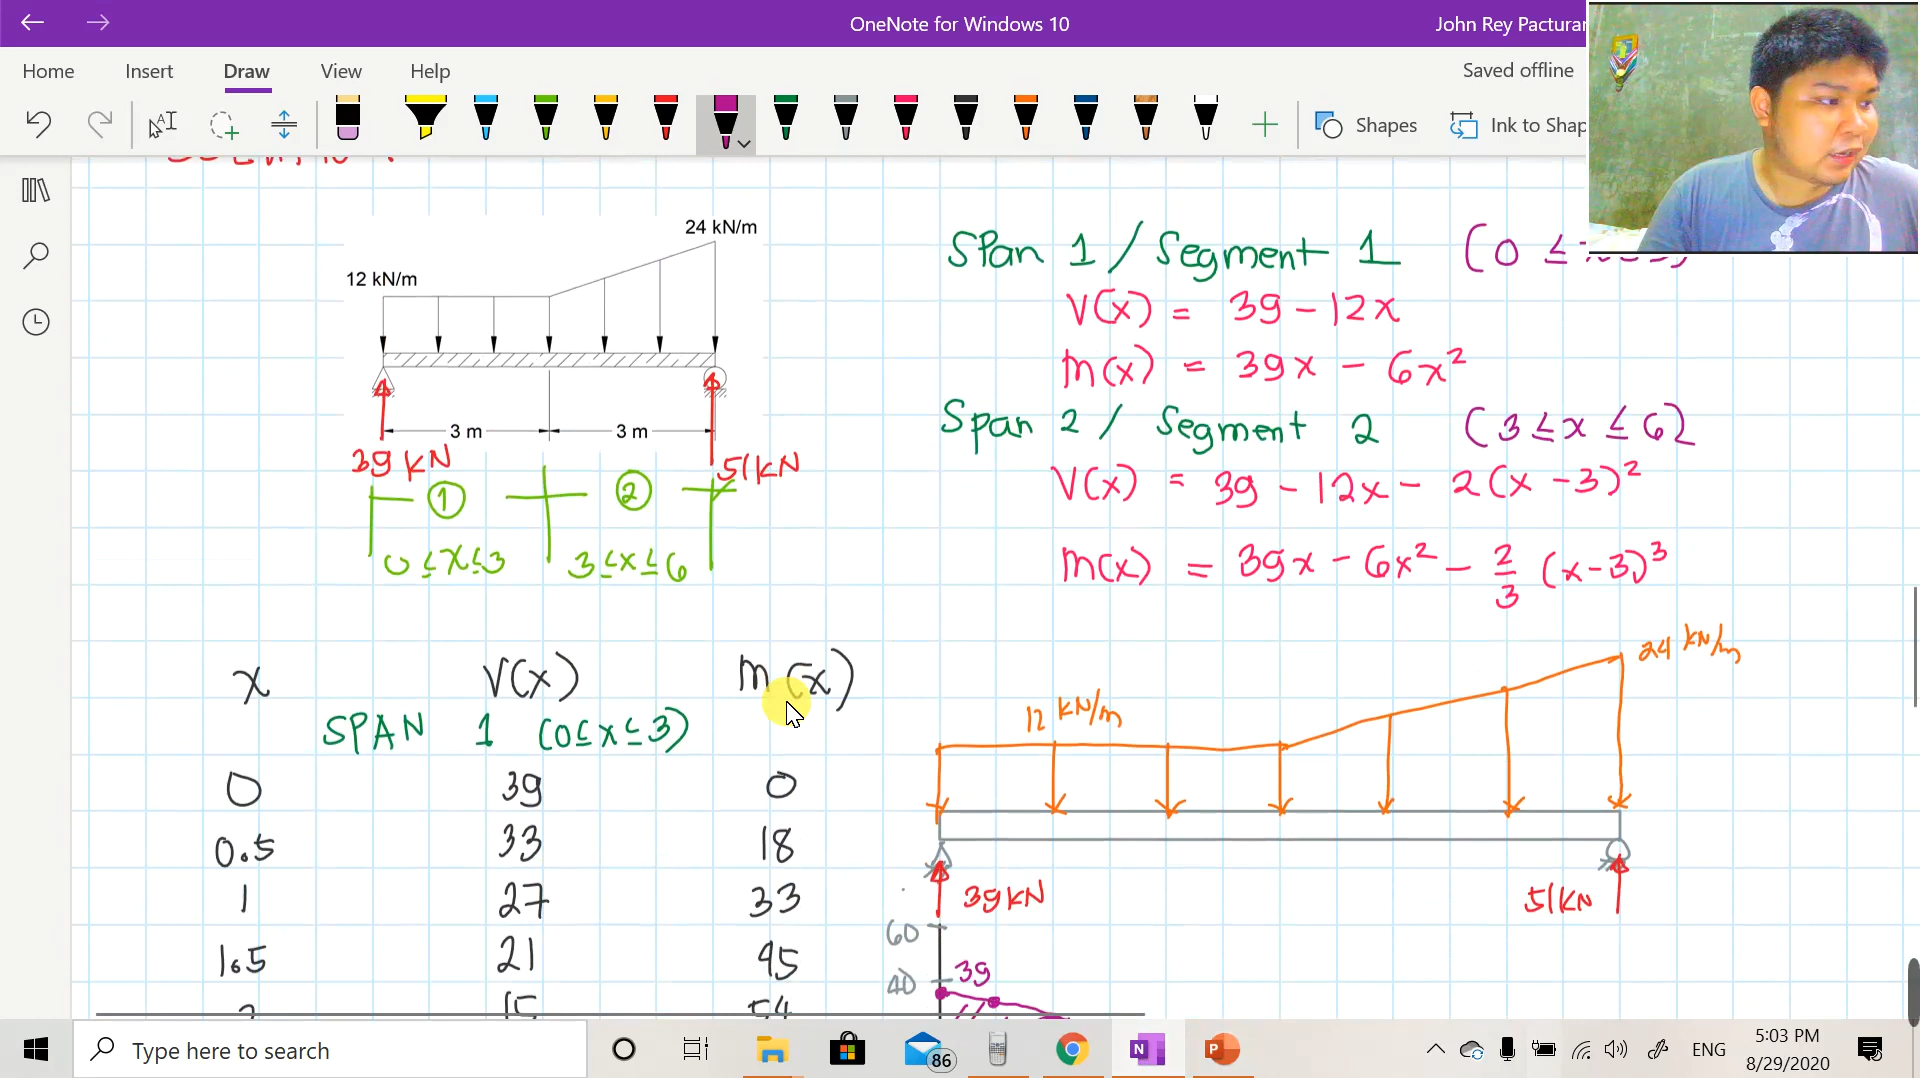 OneNote for Windows 10
John Rey Pacturan
Home Insert Draw View Help
Saved offline
Shapes
Ink to Shap
24 kN/m
12 kN/m
3 m
3 m
39 kN
51 kN
① ②
0 ≤ x ≤ 3
3 ≤ x ≤ 6
Span 1 / Segment 1
V(x) = 39 - 12x
m(x) = 39x - 6x²
Span 2 / Segment 2 (3 ≤ x ≤ 6)
V(x) = 39 - 12x - 2(x - 3)²
m(x) = 39x - 6x² - 2/3 (x-3)³
x V(x) m(x)
SPAN 1 (0 ≤ x ≤ 3)
0 39 0
0.5 33 18
1 27 33
1.5 21 45
15 54
12 kN/m
24 kN/m
39 kN
51 kN
60
40
39
Type here to search
86
ENG
5:03 PM
8/29/2020